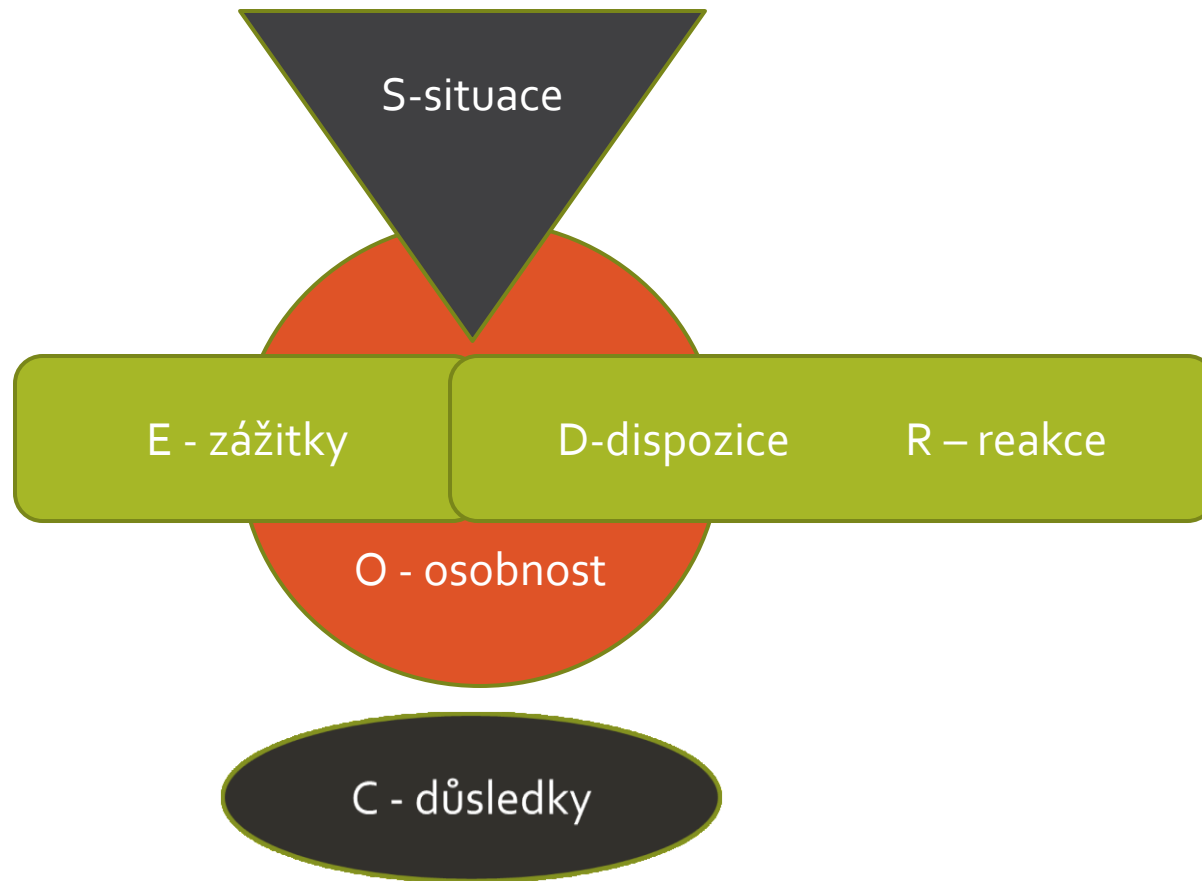 S-situace
E - zážitky
D-dispozice
R – reakce
O - osobnost
C - důsledky